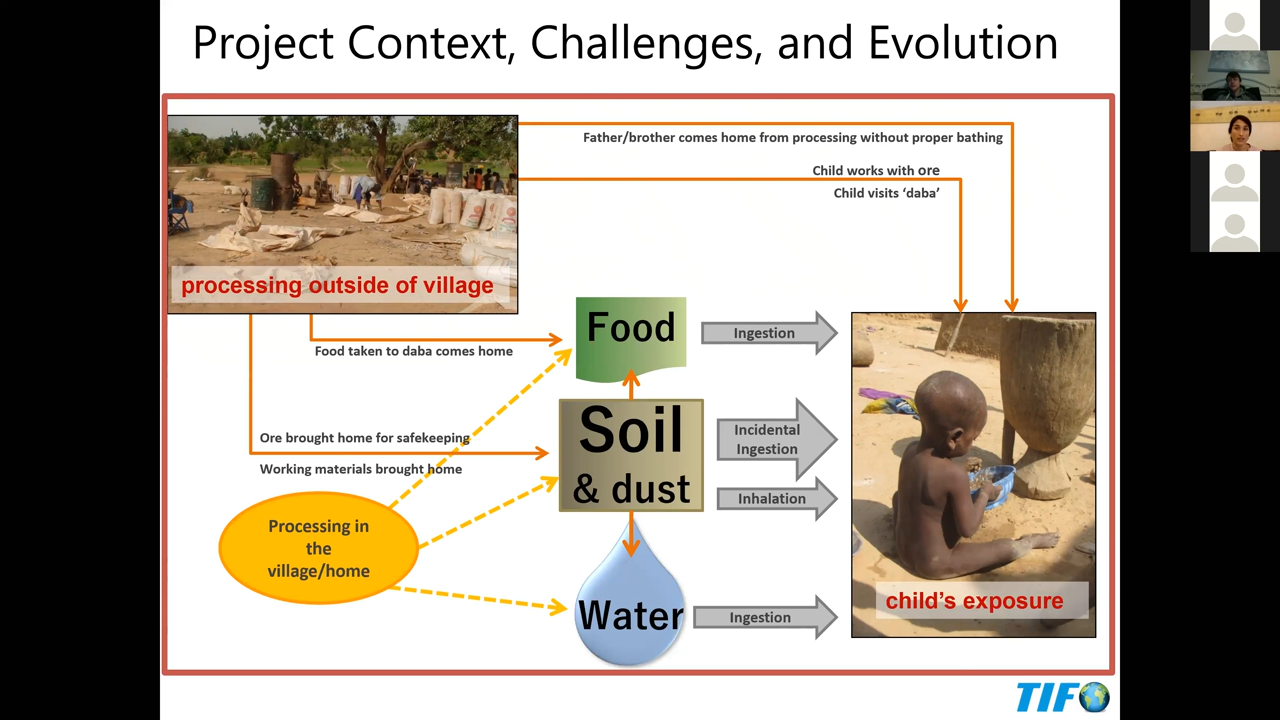 Project Context, Challenges, and Evolution
Father/brother comes home from processing without proper bathing
Child works with ore
Child visits ‘daba’
processing outside of village
Food
Ingestion
Food taken to daba comes home
Soil
& dust
Incidental
Ingestion
Inhalation
Ore brought home for safekeeping
Working materials brought home
Processing in
the
village/home
Water
Ingestion
child’s exposure
TIFO